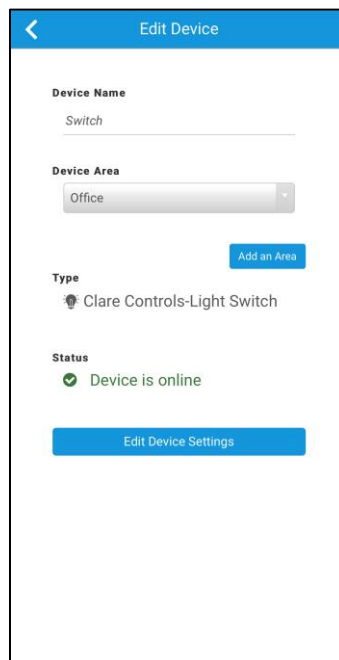 Edit Device
Device Name
Switch
Device Area
Office
Add an Area
Type
Clare Controls-Light Switch
Status
Device is online
Edit Device Settings